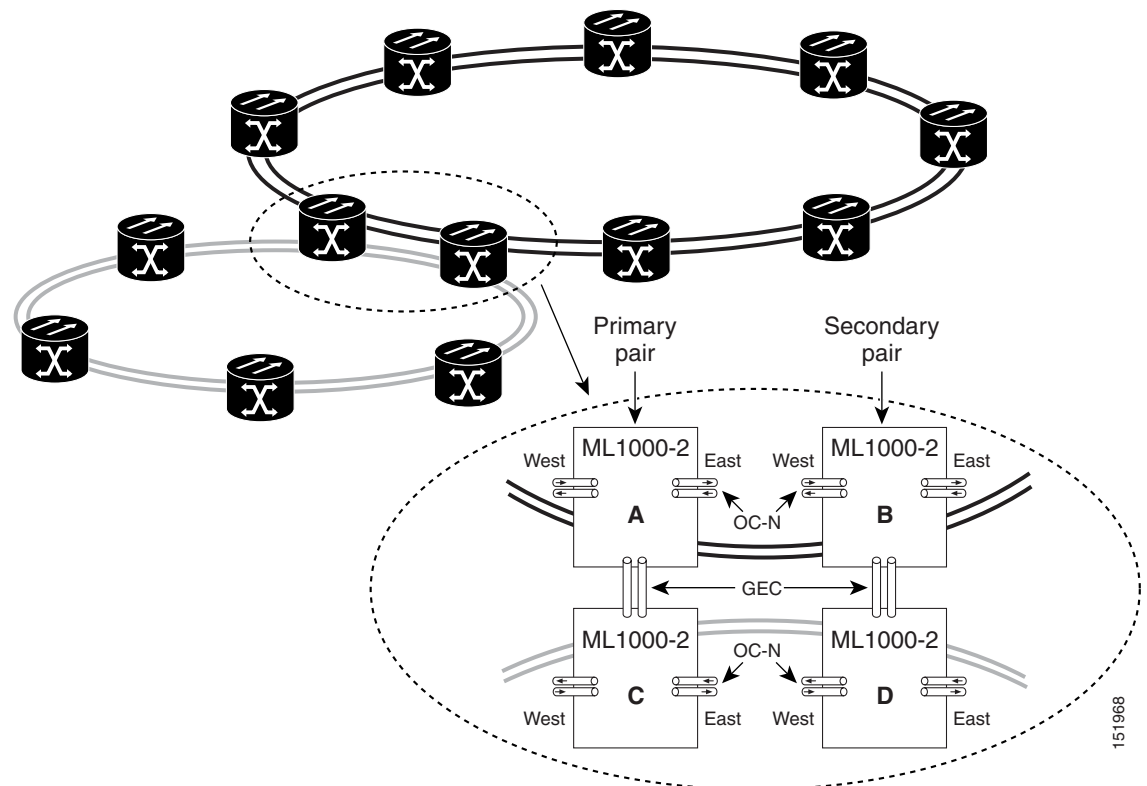 Primary
pair
Secondary
pair
ML1000-2
ML1000-2
West
East
West
East
A
OC-N
B
GEC
ML1000-2
ML1000-2
OC-N
C
D
West
East
West
East
151968